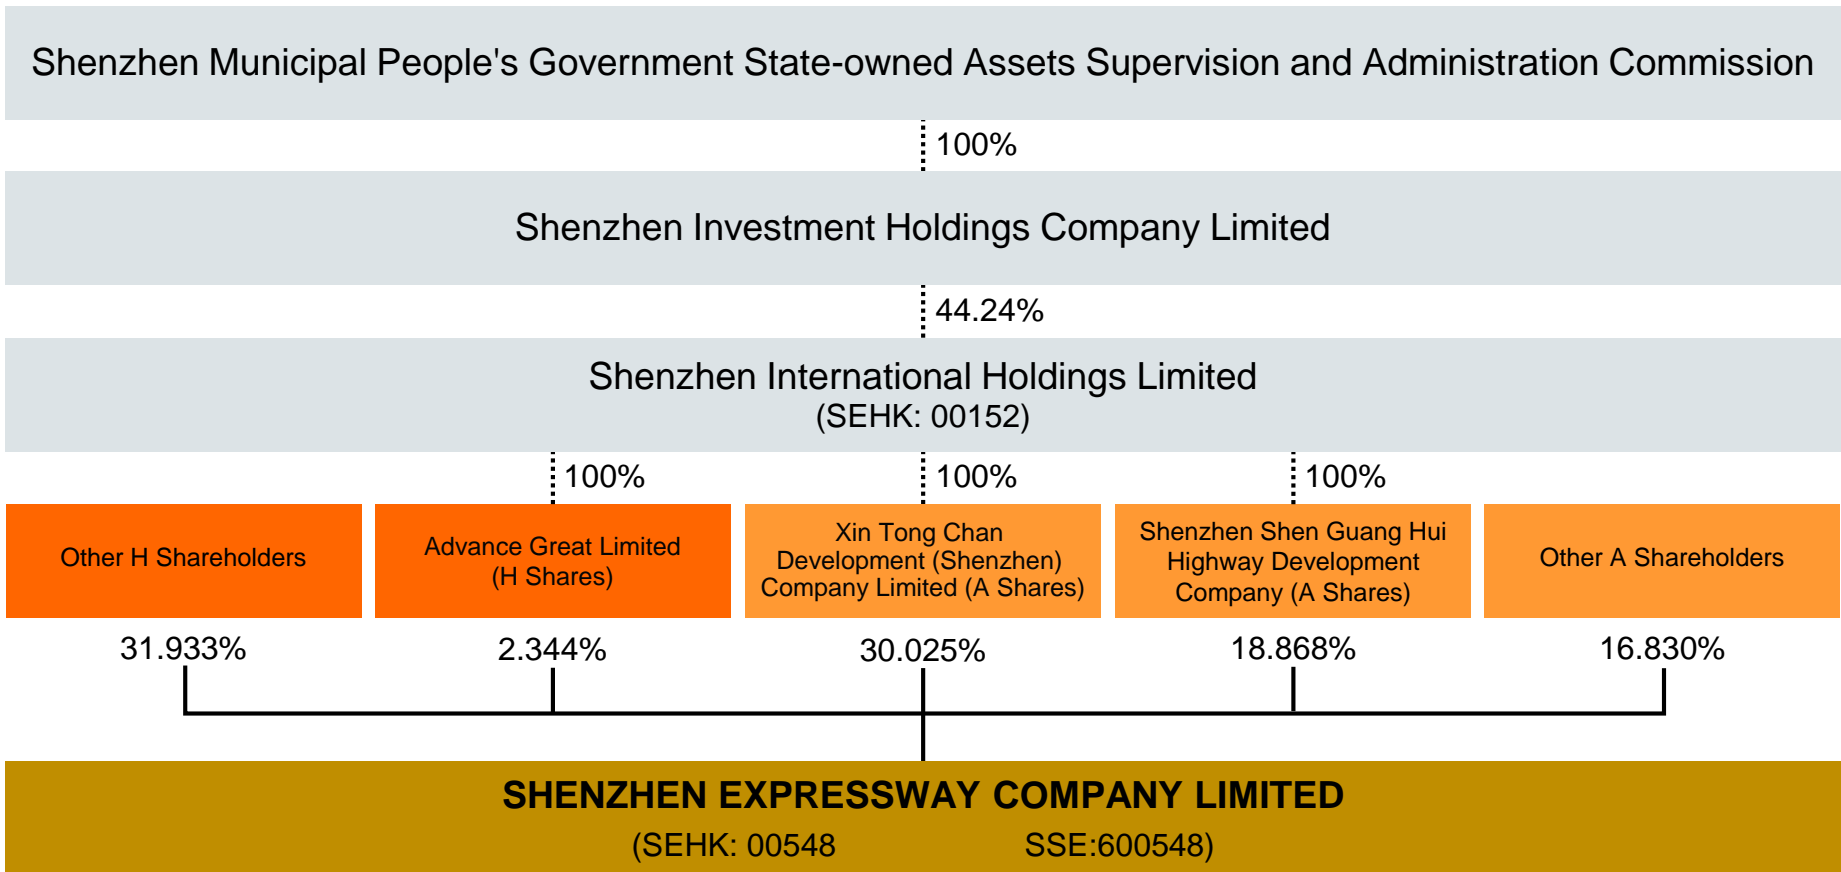 Shenzhen Municipal People's Government State-owned Assets Supervision and Administration Commission
100%
Shenzhen Investment Holdings Company Limited
44.24%
Shenzhen International Holdings Limited
(SEHK: 00152)
100%
100%
100%
Other H Shareholders
Advance Great Limited
(H Shares)
Xin Tong Chan
Development (Shenzhen)
Company Limited (A Shares)
Shenzhen Shen Guang Hui
Highway Development
Company (A Shares)
Other A Shareholders
31.933%
2.344%
30.025%
18.868%
16.830%
SHENZHEN EXPRESSWAY COMPANY LIMITED
(SEHK: 00548 SSE:600548)